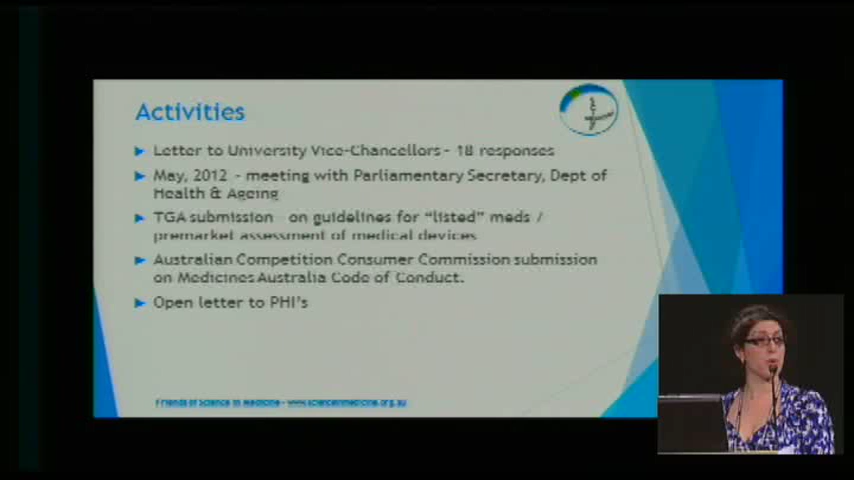 Activities
Letter to University Vice-Chancellors - 18 responses
May, 2012 - meeting with Parliamentary Secretary, Dept of
Health & Ageing
TGA submission - on guidelines for “listed” meds /
premarket assessment of medical devices
Australian Competition Consumer Commission submission
on Medicines Australia Code of Conduct.
Open letter to PHI's
Friends of Science in Medicine - www.scienceinmedicine.org.au